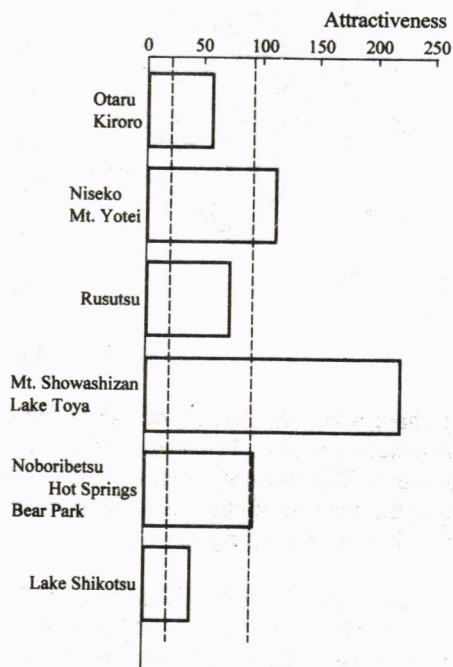 Attractiveness
0 50 100 150 200 250
Otaru
Kiroro
Niseko
Mt. Yotei
Rusutsu
Mt. Showashizan
Lake Toya
Noboribetsu
Hot Springs
Bear Park
Lake Shikotsu